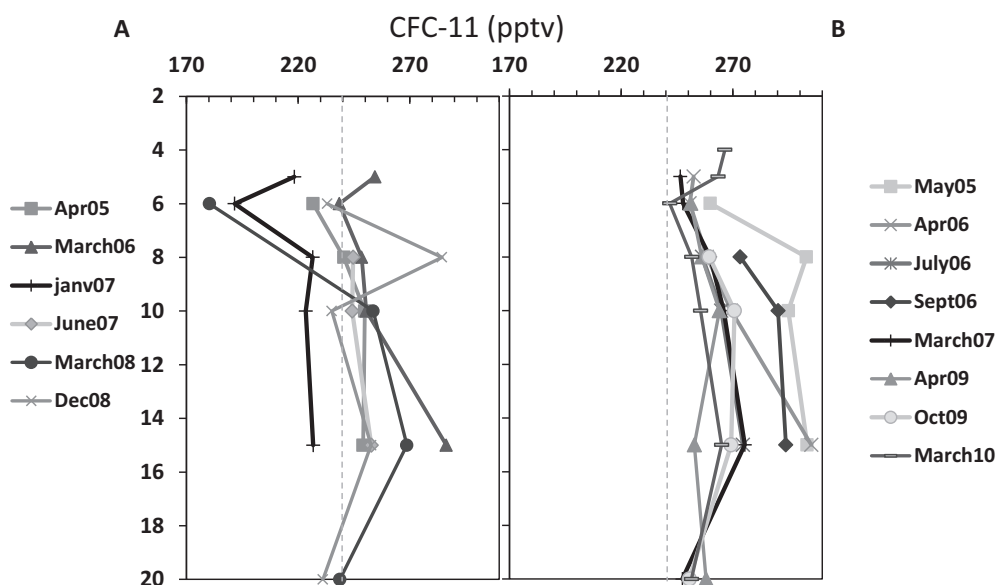 A CFC-11 (pptv) B
170 220 270 170 220 270
2
4
6
8
10
12
14
16
18
20
Apr05
March06
janv07
June07
March08
Dec08
May05
Apr06
July06
Sept06
March07
Apr09
Oct09
March10